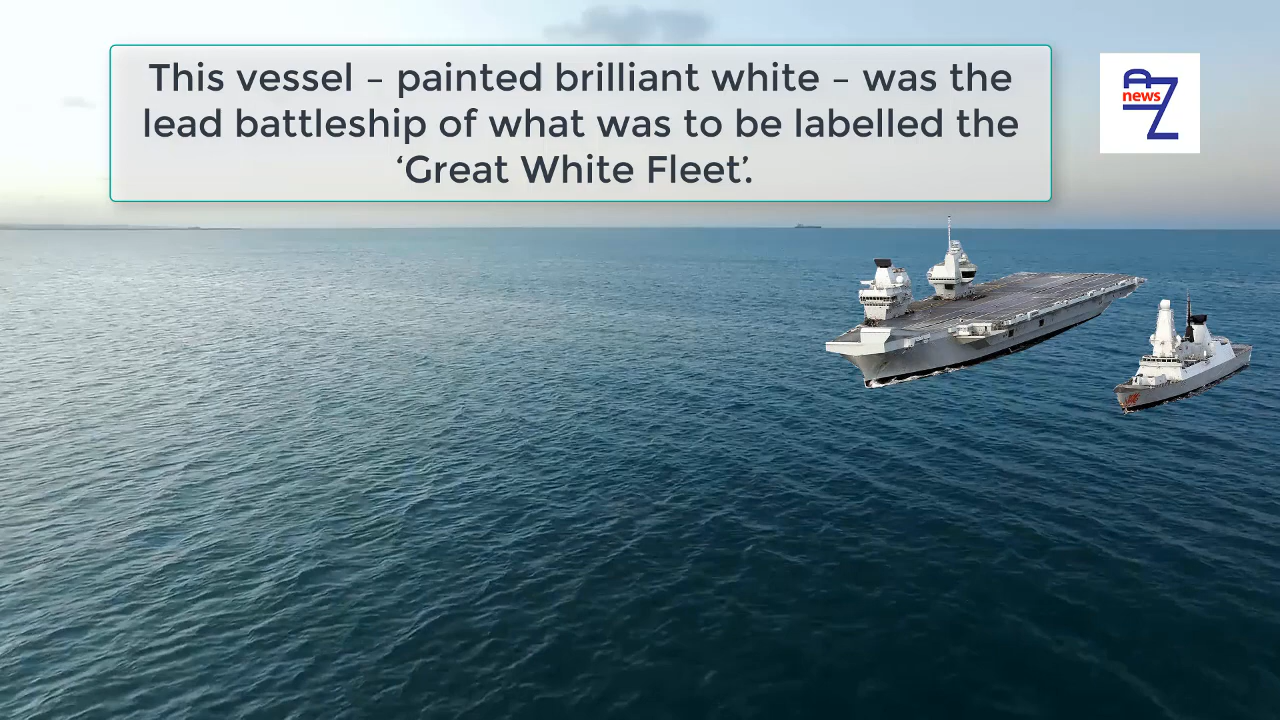 This vessel – painted brilliant white – was the
lead battleship of what was to be labelled the
‘Great White Fleet’.
AZ
news